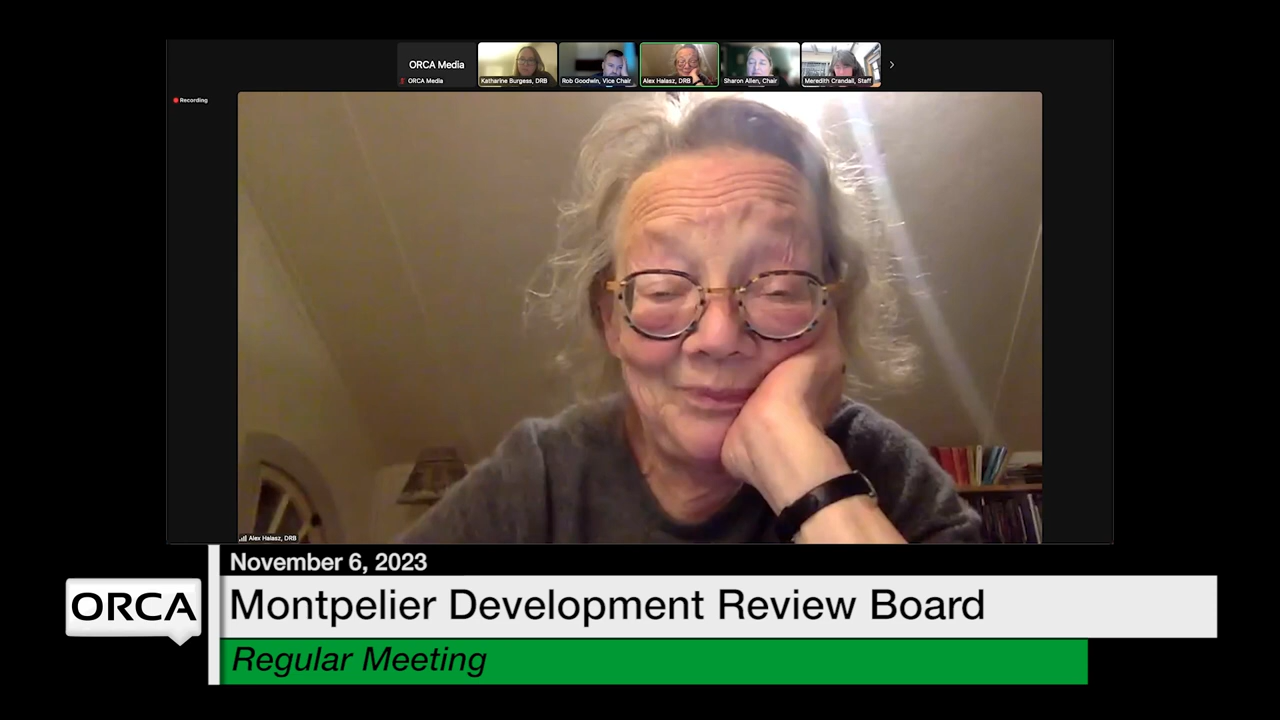 ORCA Media
ORCA Media
Katharine Burgess, DRB
Rob Goodwin, Vice Chair
Alex Halasz, DRB
Sharon Allen, Chair
Meredith Crandall, Staff
Recording
Alex Halasz, DRB
November 6, 2023
ORCA
Montpelier Development Review Board
Regular Meeting